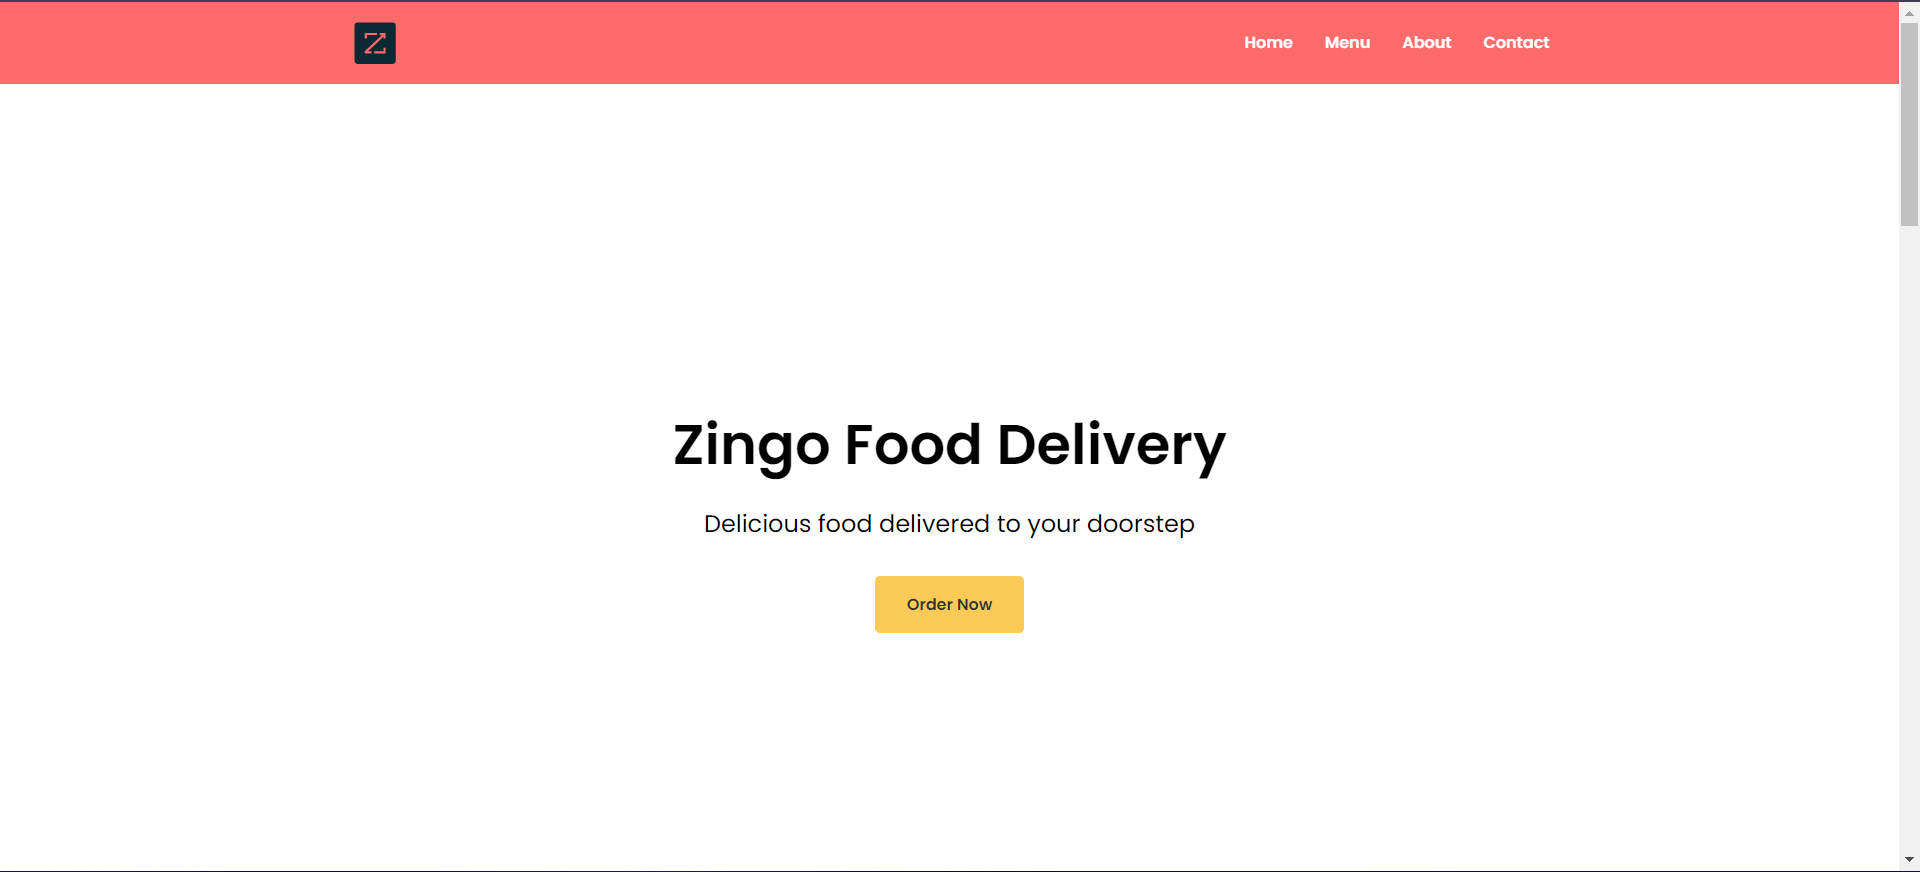 Z
Home Menu About Contact
Zingo Food Delivery
Delicious food delivered to your doorstep
Order Now